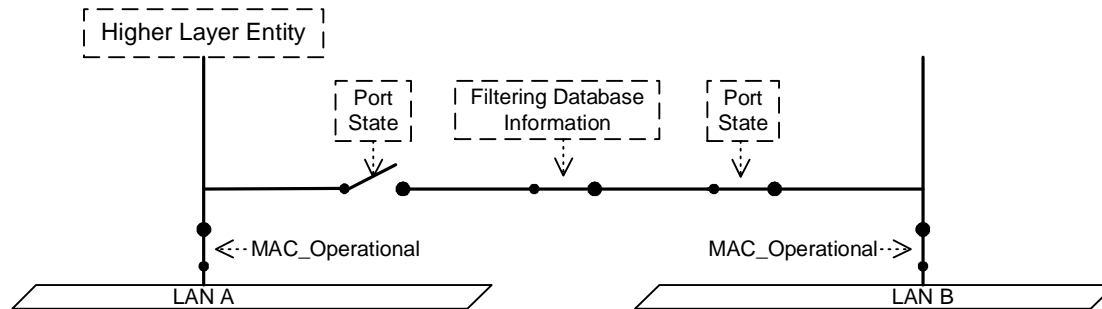 Higher Layer Entity
Port
State
Filtering Database
Information
Port
State
MAC_Operational
MAC_Operational
LAN A
LAN B